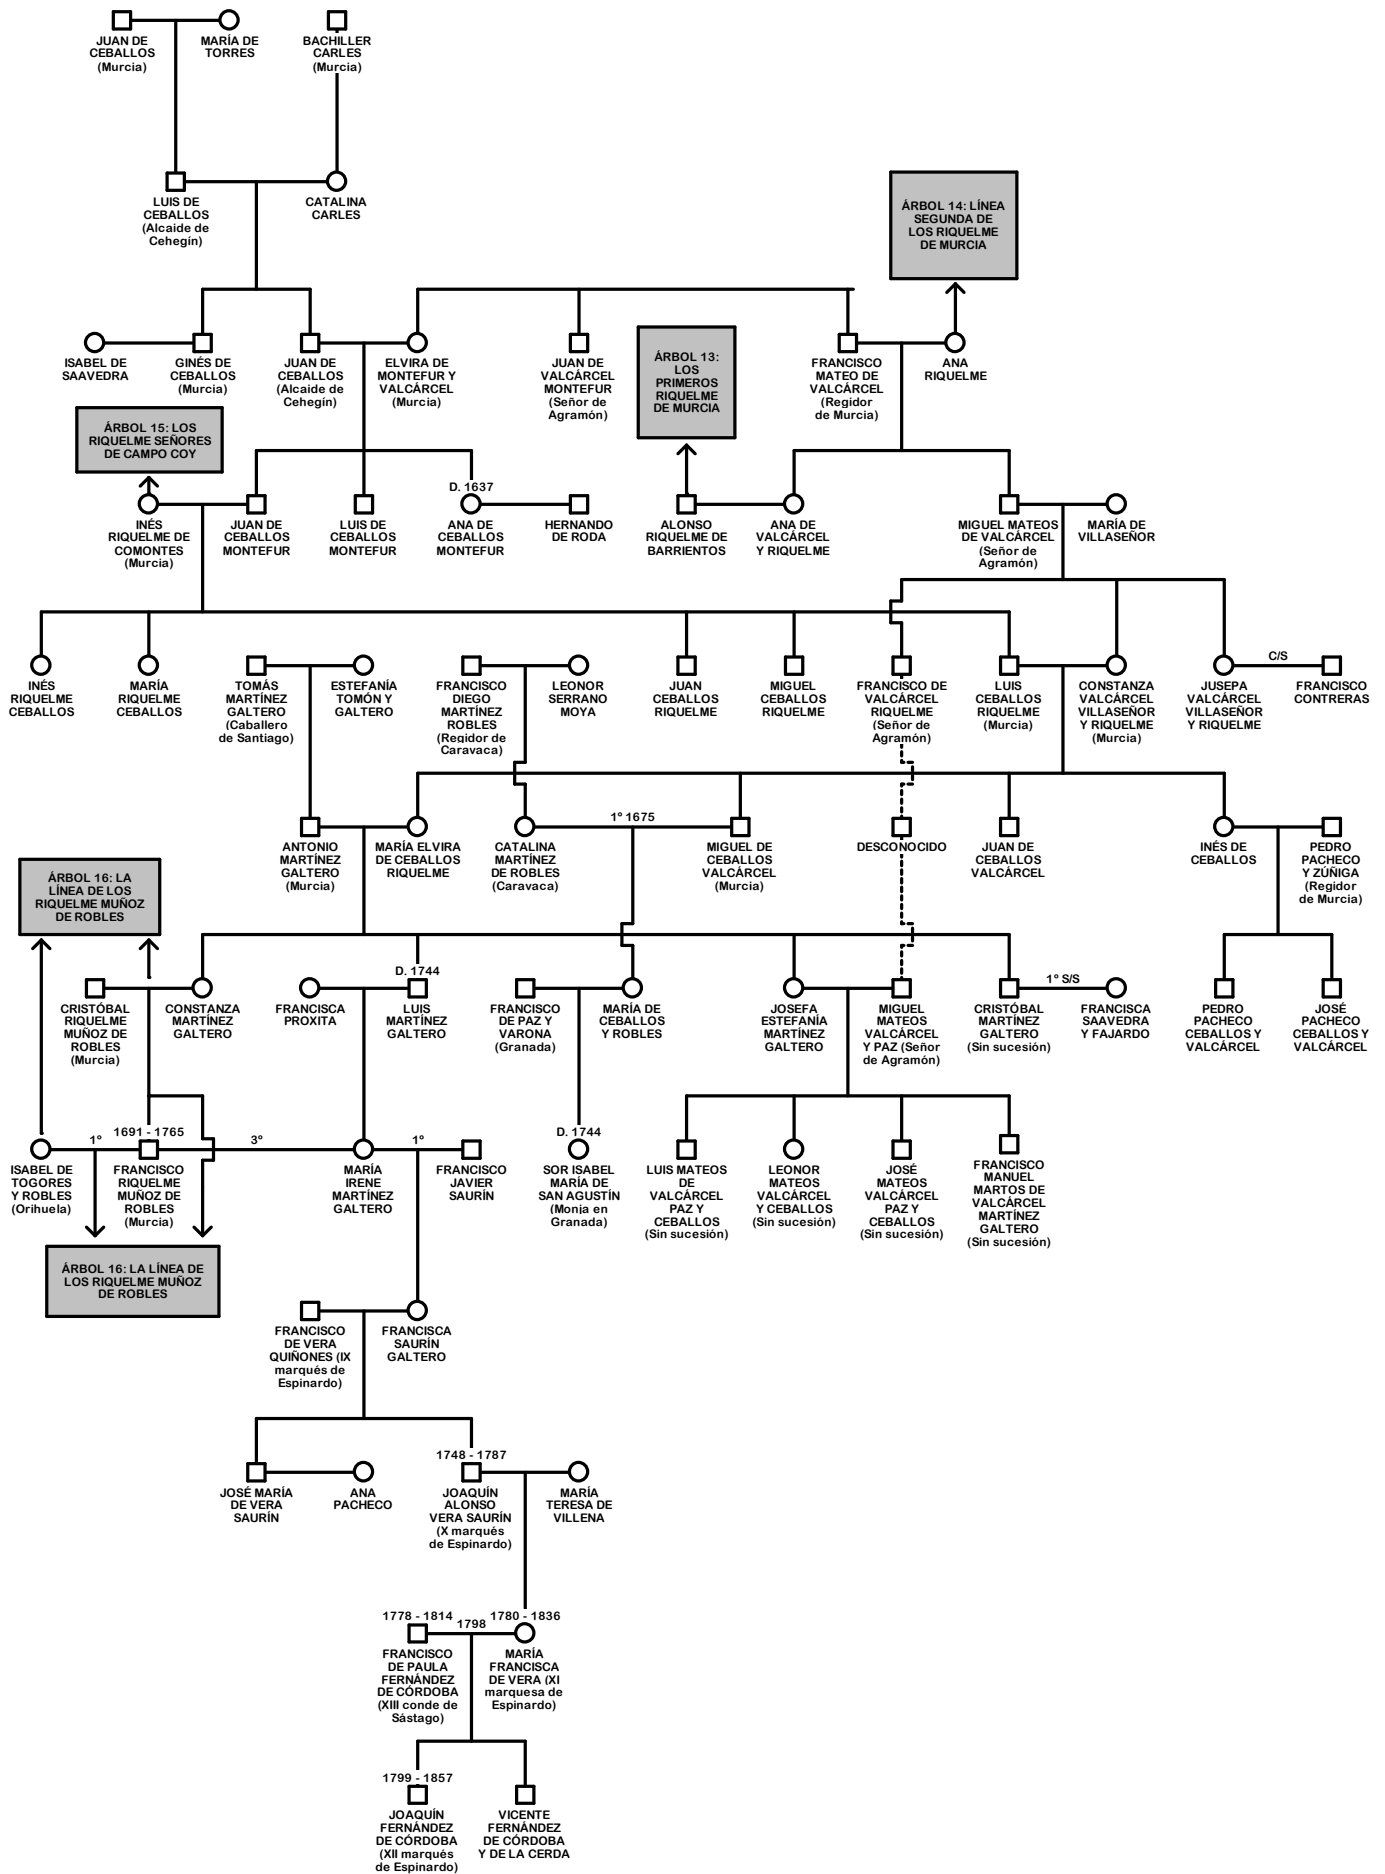 JUAN DE
CEBALLOS
(Murcia)
MARÍA DE
TORRES
BACHILLER
CARLES
(Murcia)
LUIS DE
CEBALLOS
(Alcaide de
Cehegín)
CATALINA
CARLES
ÁRBOL 14: LÍNEA
SEGUNDA DE
LOS RIQUELME
DE MURCIA
ISABEL DE
SAAVEDRA
GINÉS DE
CEBALLOS
(Murcia)
JUAN DE
CEBALLOS
(Alcaide de
Cehegín)
ELVIRA DE
MONTEFUR Y
VALCÁRCEL
(Murcia)
JUAN DE
VALCÁRCEL
MONTEFUR
(Señor de
Agramón)
ÁRBOL 13:
LOS
PRIMEROS
RIQUELME
DE MURCIA
FRANCISCO
MATEO DE
VALCÁRCEL
(Regidor
de Murcia)
ANA
RIQUELME
ÁRBOL 15: LOS
RIQUELME SEÑORES
DE CAMPO COY
INÉS
RIQUELME DE
COMONTES
(Murcia)
JUAN DE
CEBALLOS
MONTEFUR
LUIS DE
CEBALLOS
MONTEFUR
D. 1637
ANA DE
CEBALLOS
MONTEFUR
HERNANDO
DE RODA
ALONSO
RIQUELME DE
BARRIENTOS
ANA DE
VALCÁRCEL
Y RIQUELME
MIGUEL MATEOS
DE VALCÁRCEL
(Señor de
Agramón)
MARÍA DE
VILLASEÑOR
INÉS
RIQUELME
CEBALLOS
MARÍA
RIQUELME
CEBALLOS
TOMÁS
MARTÍNEZ
GALTERO
(Caballero
de Santiago)
ESTEFANÍA
TOMÓN Y
GALTERO
FRANCISCO
DIEGO
MARTÍNEZ
ROBLES
(Regidor de
Caravaca)
LEONOR
SERRANO
MOYA
JUAN
CEBALLOS
RIQUELME
MIGUEL
CEBALLOS
RIQUELME
FRANCISCO DE
VALCÁRCEL
RIQUELME
(Señor de
Agramón)
LUIS
CEBALLOS
RIQUELME
(Murcia)
CONSTANZA
VALCÁRCEL
VILLASEÑOR
Y RIQUELME
(Murcia)
JUSEPA
VALCÁRCEL
VILLASEÑOR
Y RIQUELME
C/S
FRANCISCO
CONTRERAS
ANTONIO
MARTÍNEZ
GALTERO
(Murcia)
MARÍA ELVIRA
DE CEBALLOS
RIQUELME
CATALINA
MARTÍNEZ
DE ROBLES
(Caravaca)
1º 1675
MIGUEL DE
CEBALLOS
VALCÁRCEL
(Murcia)
DESCONOCIDO
JUAN DE
CEBALLOS
VALCÁRCEL
INÉS DE
CEBALLOS
PEDRO
PACHECO
Y ZÚÑIGA
(Regidor
de Murcia)
ÁRBOL 16: LA
LÍNEA DE LOS
RIQUELME MUÑOZ
DE ROBLES
CRISTÓBAL
RIQUELME
MUÑOZ DE
ROBLES
(Murcia)
CONSTANZA
MARTÍNEZ
GALTERO
FRANCISCA
PROXITA
D. 1744
LUIS
MARTÍNEZ
GALTERO
FRANCISCO
DE PAZ Y
VARONA
(Granada)
MARÍA DE
CEBALLOS
Y ROBLES
JOSEFA
ESTEFANÍA
MARTÍNEZ
GALTERO
MIGUEL
MATEOS
VALCÁRCEL
Y PAZ (Señor
de Agramón)
CRISTÓBAL
MARTÍNEZ
GALTERO
(Sin sucesión)
1º S/S
FRANCISCA
SAAVEDRA
Y FAJARDO
PEDRO
PACHECO
CEBALLOS Y
VALCÁRCEL
JOSÉ
PACHECO
CEBALLOS Y
VALCÁRCEL
ISABEL DE
TOGORES
Y ROBLES
(Orihuela)
1º
1691 - 1765
FRANCISCO
RIQUELME
MUÑOZ DE
ROBLES
(Murcia)
3º
MARÍA
IRENE
MARTÍNEZ
GALTERO
1º
FRANCISCO
JAVIER
SAURÍN
D. 1744
SOR ISABEL
MARÍA DE
SAN AGUSTÍN
(Monja en
Granada)
LUIS MATEOS
DE
VALCÁRCEL
PAZ Y
CEBALLOS
(Sin sucesión)
LEONOR
MATEOS
VALCÁRCEL
Y CEBALLOS
(Sin sucesión)
JOSÉ
MATEOS
VALCÁRCEL
PAZ Y
CEBALLOS
(Sin sucesión)
FRANCISCO
MANUEL
MARTOS DE
VALCÁRCEL
MARTÍNEZ
GALTERO
(Sin sucesión)
ÁRBOL 16: LA LÍNEA DE
LOS RIQUELME MUÑOZ
DE ROBLES
FRANCISCO
DE VERA
QUIÑONES (IX
marqués de
Espinardo)
FRANCISCA
SAURÍN
GALTERO
JOSÉ MARÍA
DE VERA
SAURÍN
ANA
PACHECO
1748 - 1787
JOAQUÍN
ALONSO
VERA SAURÍN
(X marqués
de Espinardo)
MARÍA
TERESA DE
VILLENA
1778 - 1814
FRANCISCO
DE PAULA
FERNÁNDEZ
DE CÓRDOBA
(XIII conde de
Sástago)
1798
1780 - 1836
MARÍA
FRANCISCA
DE VERA (XI
marquesa de
Espinardo)
1799 - 1857
JOAQUÍN
FERNÁNDEZ
DE CÓRDOBA
(XII marqués
de Espinardo)
VICENTE
FERNÁNDEZ
DE CÓRDOBA
Y DE LA CERDA